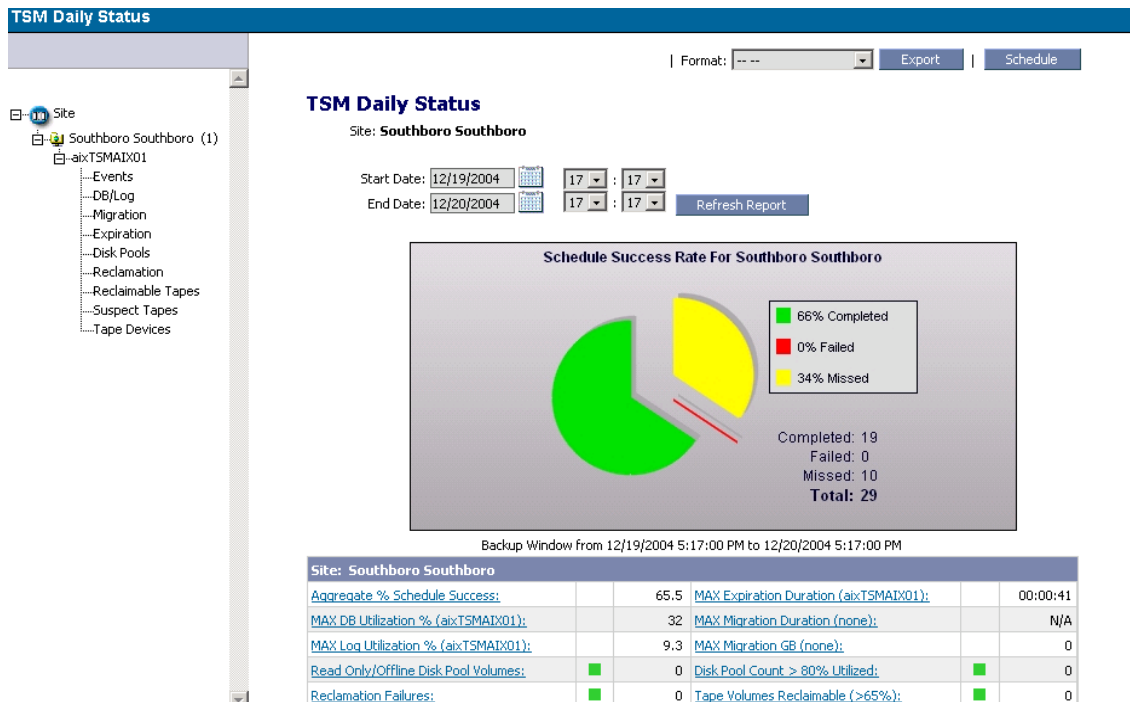 TSM Daily Status
| Format: -- -- Export | Schedule
Site
Southboro Southboro (1)
aixTSMAIX01
Events
DB/Log
Migration
Expiration
Disk Pools
Reclamation
Reclaimable Tapes
Suspect Tapes
Tape Devices
TSM Daily Status
Site: Southboro Southboro
Start Date: 12/19/2004 17 : 17
End Date: 12/20/2004 17 : 17 Refresh Report
Schedule Success Rate For Southboro Southboro
66% Completed
0% Failed
34% Missed
Completed: 19
Failed: 0
Missed: 10
Total: 29
Backup Window from 12/19/2004 5:17:00 PM to 12/20/2004 5:17:00 PM
Site: Southboro Southboro
Aggregate % Schedule Success: 65.5 MAX Expiration Duration (aixTSMAIX01): 00:00:41
MAX DB Utilization % (aixTSMAIX01): 32 MAX Migration Duration (none): N/A
MAX Log Utilization % (aixTSMAIX01): 9.3 MAX Migration GB (none): 0
Read Only/Offline Disk Pool Volumes: 0 Disk Pool Count > 80% Utilized: 0
Reclamation Failures: 0 Tape Volumes Reclaimable (>65%): 0